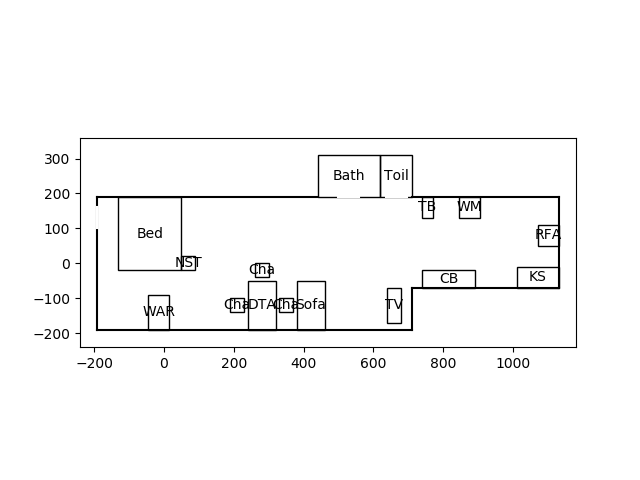 300
200
100
0
−100
−200
Bath Toil
TB WM
Bed RFA
NST Cha
CB KS
WAR Cha DTA Cha Sofa TV
−200 0 200 400 600 800 1000